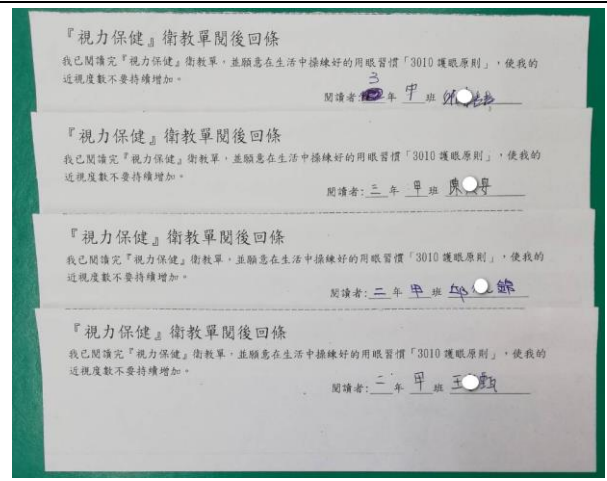 『視力保健』衛教單閱後回條
我已閱讀完『視力保健』衛教單，並願意在生活中操練好的用眼習慣「3010護眼原則」，使我的
近視度數不要持續增加。
3
閱讀者: 年 甲 班
『視力保健』衛教單閱後回條
我已閱讀完『視力保健』衛教單，並願意在生活中操練好的用眼習慣「3010護眼原則」，使我的
近視度數不要持續增加。
閱讀者:三 年 甲 班 陳
『視力保健』衛教單閱後回條
我已閱讀完『視力保健』衛教單，並願意在生活中操練好的用眼習慣「3010護眼原則」，使我的
近視度數不要持續增加。
閱讀者:二 年 甲 班 邱 錦
『視力保健』衛教單閱後回條
我已閱讀完『視力保健』衛教單，並願意在生活中操練好的用眼習慣「3010護眼原則」，使我的
近視度數不要持續增加。
閱讀者:二 年 甲 班 王 甄